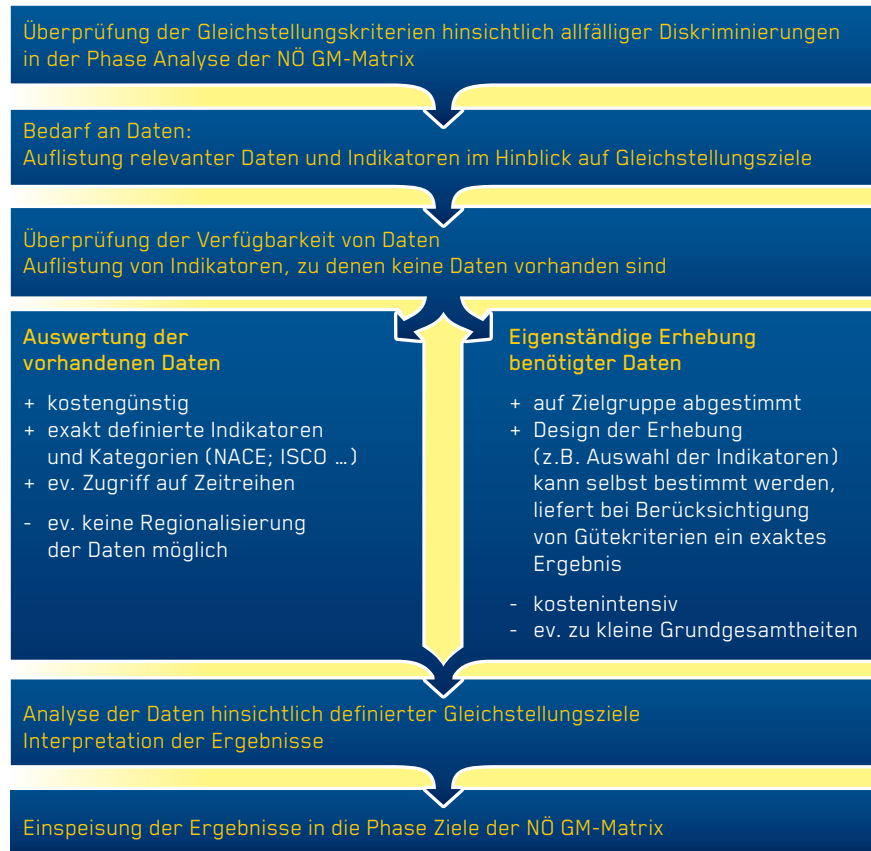 Überprüfung der Gleichstellungskriterien hinsichtlich allfälliger Diskriminierungen
in der Phase Analyse der NÖ GM-Matrix
Bedarf an Daten:
Auflistung relevanter Daten und Indikatoren im Hinblick auf Gleichstellungsziele
Überprüfung der Verfügbarkeit von Daten
Auflistung von Indikatoren, zu denen keine Daten vorhanden sind
Auswertung der
vorhandenen Daten
+ kostengünstig
+ exakt definierte Indikatoren
und Kategorien (NACE; ISCO …)
+ ev. Zugriff auf Zeitreihen
- ev. keine Regionalisierung
der Daten möglich
Eigenständige Erhebung
benötigter Daten
+ auf Zielgruppe abgestimmt
+ Design der Erhebung
(z.B. Auswahl der Indikatoren)
kann selbst bestimmt werden,
liefert bei Berücksichtigung
von Gütekriterien ein exaktes
Ergebnis
- kostenintensiv
- ev. zu kleine Grundgesamtheiten
Analyse der Daten hinsichtlich definierter Gleichstellungsziele
Interpretation der Ergebnisse
Einspeisung der Ergebnisse in die Phase Ziele der NÖ GM-Matrix